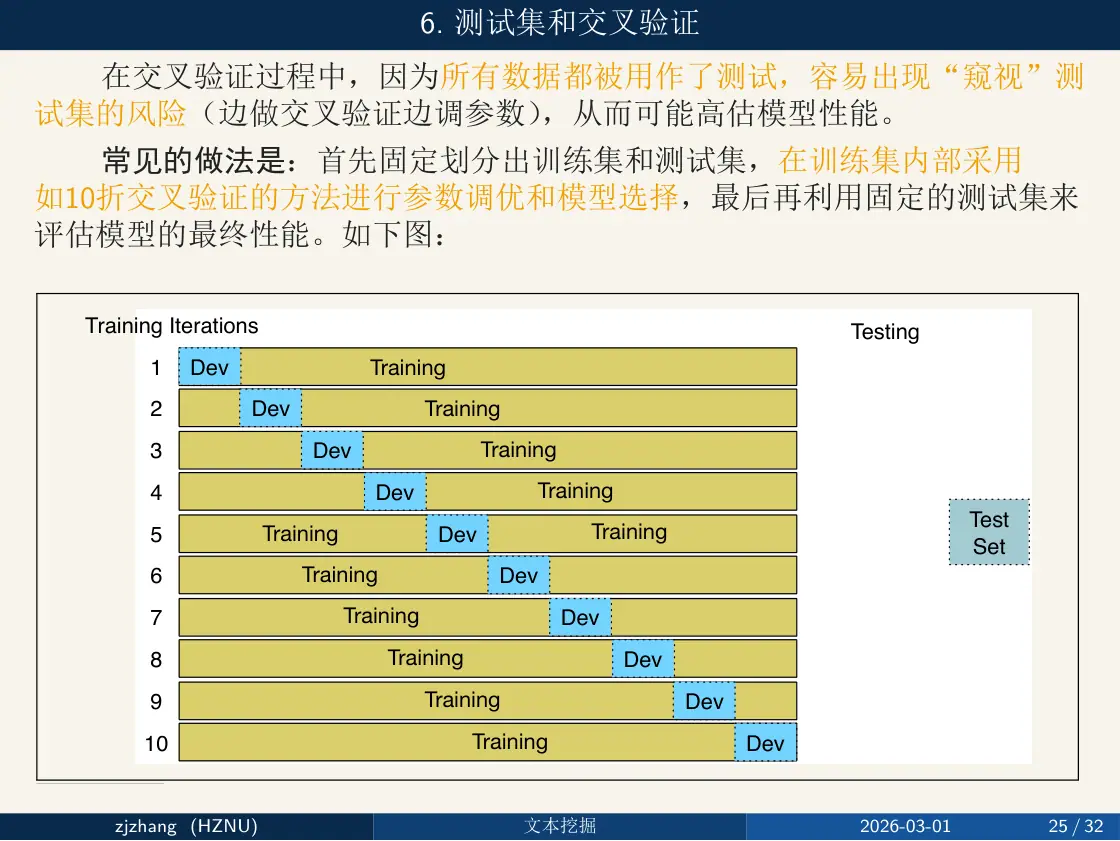 6. 测试集和交叉验证
在交叉验证过程中，因为所有数据都被用作了测试，容易出现“窥视”测
试集的风险（边做交叉验证边调参数），从而可能高估模型性能。
常见的做法是：首先固定划分出训练集和测试集，在训练集内部采用
如10折交叉验证的方法进行参数调优和模型选择，最后再利用固定的测试集来
评估模型的最终性能。如下图：
Training Iterations
Testing
1 Dev Training
2 Dev Training
3 Dev Training
4 Dev Training
5 Training Dev Training
6 Training Dev
7 Training Dev
8 Training Dev
9 Training Dev
10 Training Dev
Test
Set
zjzhang (HZNU) 文本挖掘 2026-03-01 25 / 32